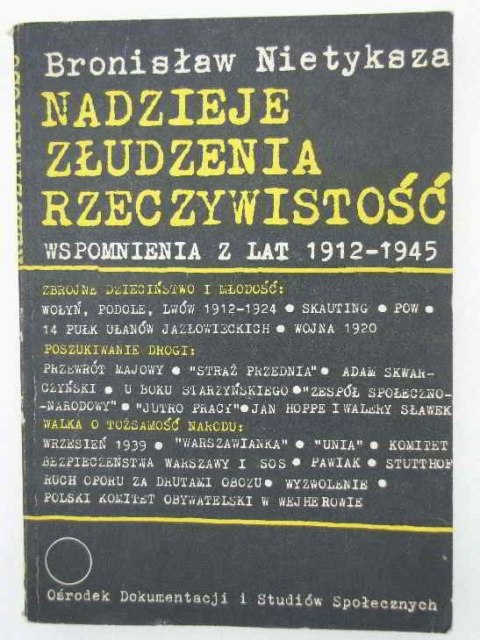 Bronisław Nietyksza
NADZIEJE
ZŁUDZENIA
RZECZYWISTOŚĆ
WSPOMNIENIA Z LAT 1912-1945
ZBROJNE DZIECIŃSTWO I MŁODOŚĆ:
WOŁYŃ, PODOLE, LWÓW 1912-1924 ● SKAUTING ● POW ●
14 PUŁK UŁANÓW JAZŁOWIECKICH ● WOJNA 1920
POSZUKIWANIE DROGI:
PRZEWRÓT MAJOWY ● "STRAŻ PRZEDNIA" ● ADAM SKWAR-
CZYŃSKI ● U BOKU STARZYŃSKIEGO ● "ZESPÓŁ SPOŁECZNO-
-NARODOWY" ● "JUTRO PRACY" ● JAN HOPPE I WALERY SŁAWEK
WALKA O TOŻSAMOŚĆ NARODU:
WRZESIEŃ 1939 ● "WARSZAWIANKA" ● "UNIA" ● KOMITET
BEZPIECZEŃSTWA WARSZAWY I SOS ● PAWIAK ● STUTTHOF
RUCH OPORU ZA DRUTAMI OBOZU ● WYZWOLENIE ●
POLSKI KOMITET OBYWATELSKI W WEJHEROWIE
Ośrodek Dokumentacji i Studiów Społecznych
RZECZYWISTOŚĆ